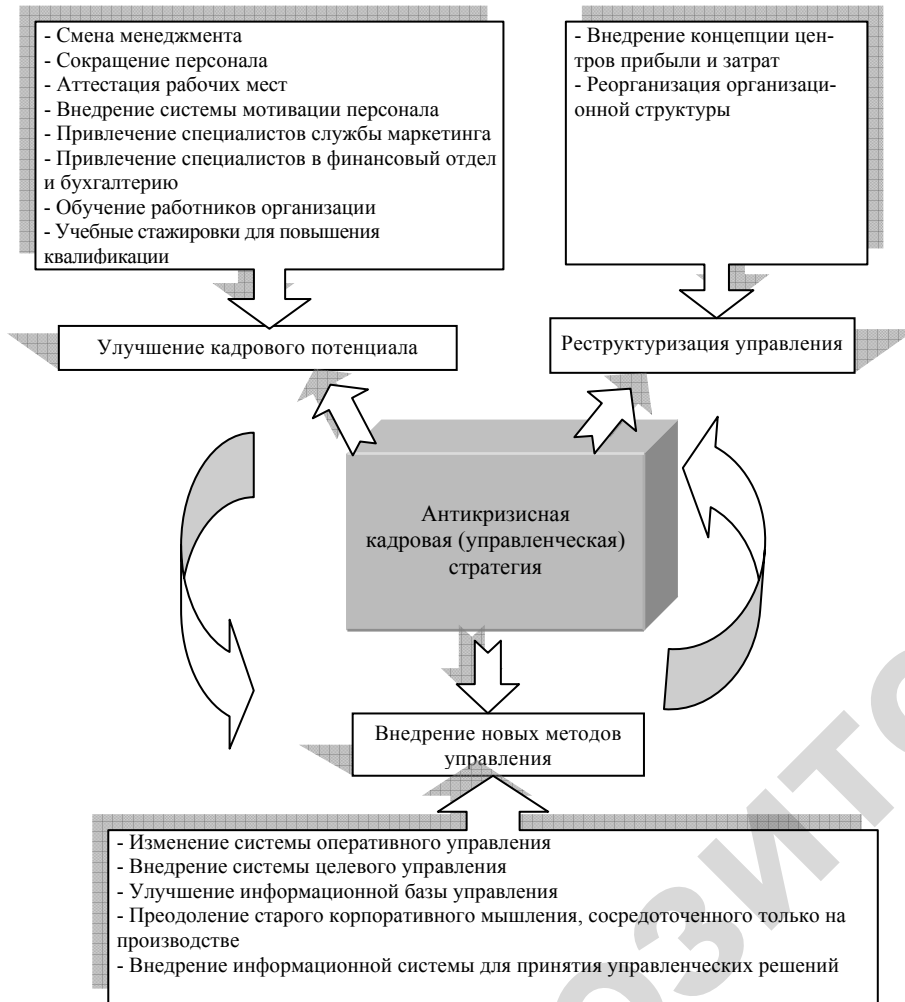 - Смена менеджмента
- Сокращение персонала
- Аттестация рабочих мест
- Внедрение системы мотивации персонала
- Привлечение специалистов службы маркетинга
- Привлечение специалистов в финансовый отдел
и бухгалтерию
- Обучение работников организации
- Учебные стажировки для повышения
квалификации
- Внедрение концепции цен-
тров прибыли и затрат
- Реорганизация организаци-
онной структуры
Улучшение кадрового потенциала
Реструктуризация управления
Антикризисная
кадровая (управленческая)
стратегия
Внедрение новых методов
управления
- Изменение системы оперативного управления
- Внедрение системы целевого управления
- Улучшение информационной базы управления
- Преодоление старого корпоративного мышления, сосредоточенного только на
производстве
- Внедрение информационной системы для принятия управленческих решений